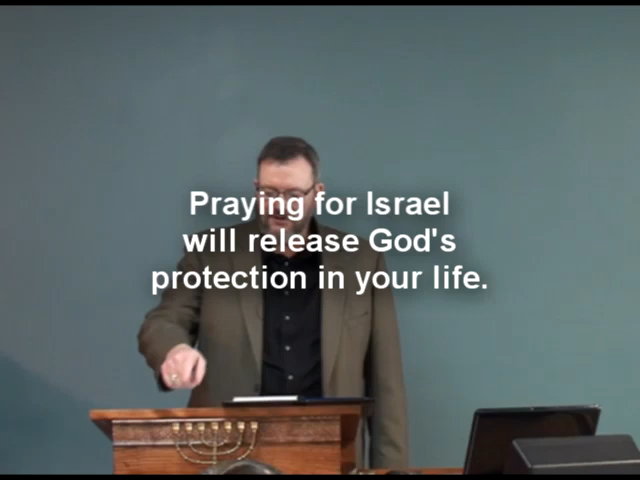 Praying for Israel
will release God's
protection in your life.